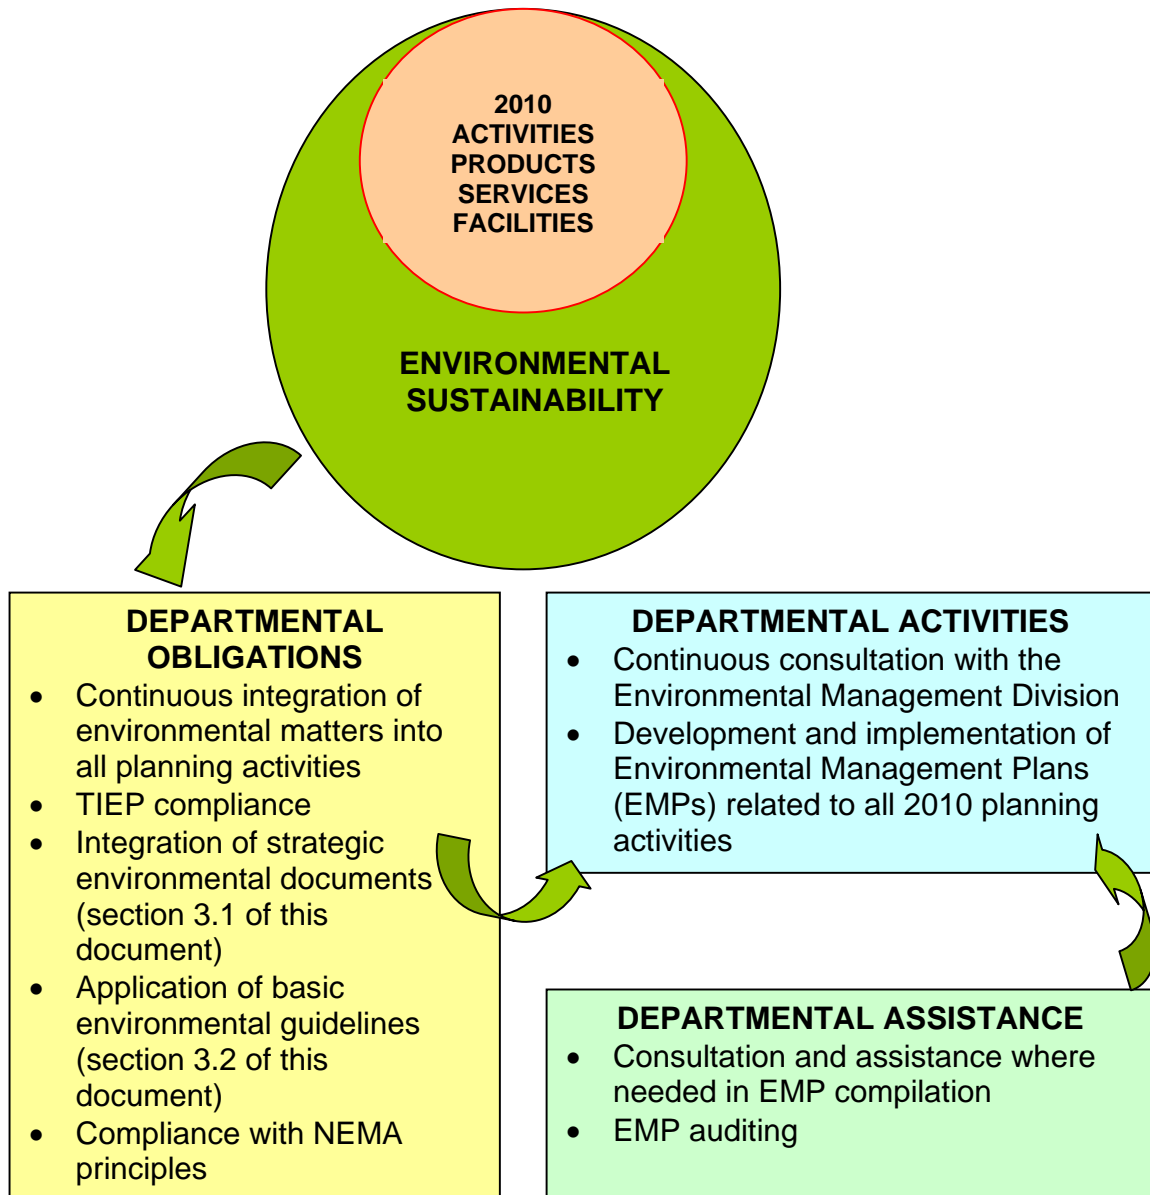 2010
ACTIVITIES
PRODUCTS
SERVICES
FACILITIES
ENVIRONMENTAL
SUSTAINABILITY
DEPARTMENTAL
OBLIGATIONS
• Continuous integration of
environmental matters into
all planning activities
• TIEP compliance
• Integration of strategic
environmental documents
(section 3.1 of this
document)
• Application of basic
environmental guidelines
(section 3.2 of this
document)
• Compliance with NEMA
principles
DEPARTMENTAL ACTIVITIES
• Continuous consultation with the
Environmental Management Division
• Development and implementation of
Environmental Management Plans
(EMPs) related to all 2010 planning
activities
DEPARTMENTAL ASSISTANCE
• Consultation and assistance where
needed in EMP compilation
• EMP auditing